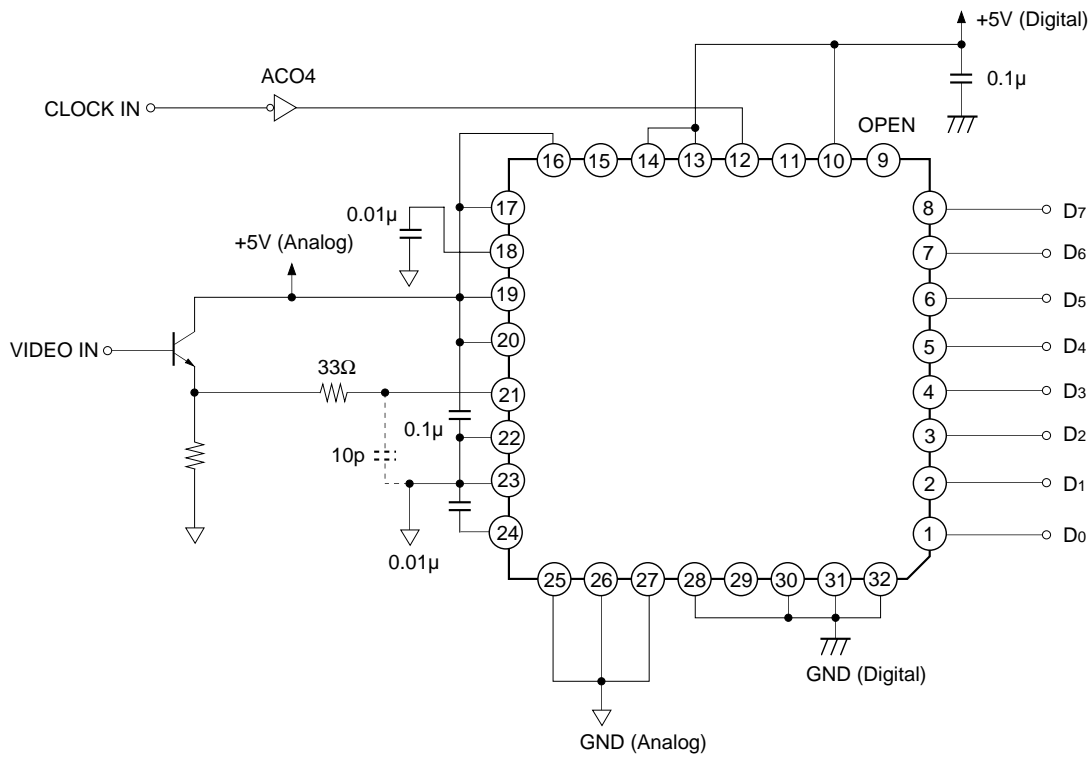 +5V (Digital)
ACO4
0.1μ
CLOCK IN
OPEN
16 15 14 13 12 11 10 9
17
8
D7
0.01μ
18
7
D6
+5V (Analog)
19
6
D5
20
5
D4
VIDEO IN
33Ω
21
4
D3
0.1μ
22
3
D2
10p
23
2
D1
24
1
D0
0.01μ
25 26 27 28 29 30 31 32
GND (Digital)
GND (Analog)